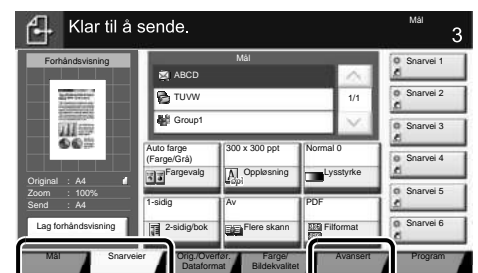 Klar til å sende.
Mål
3
Forhåndsvisning
Original : A4
Zoom : 100%
Send : A4
Lag forhåndsvisning
Mål
ABCD
TUVW
Group1
1/1
Auto farge
(Farge/Grå)
Fargevalg
300 x 300 ppt
Oppløsning
Normal 0
Lysstyrke
1-sidig
2-sidig/bok
Av
Flere skann
PDF
Filformat
Snarvei 1
Snarvei 2
Snarvei 3
Snarvei 4
Snarvei 5
Snarvei 6
Mål
Snarveier
Orig./Overfør.
Dataformat
Farge/
Bildekvalitet
Avansert
Program